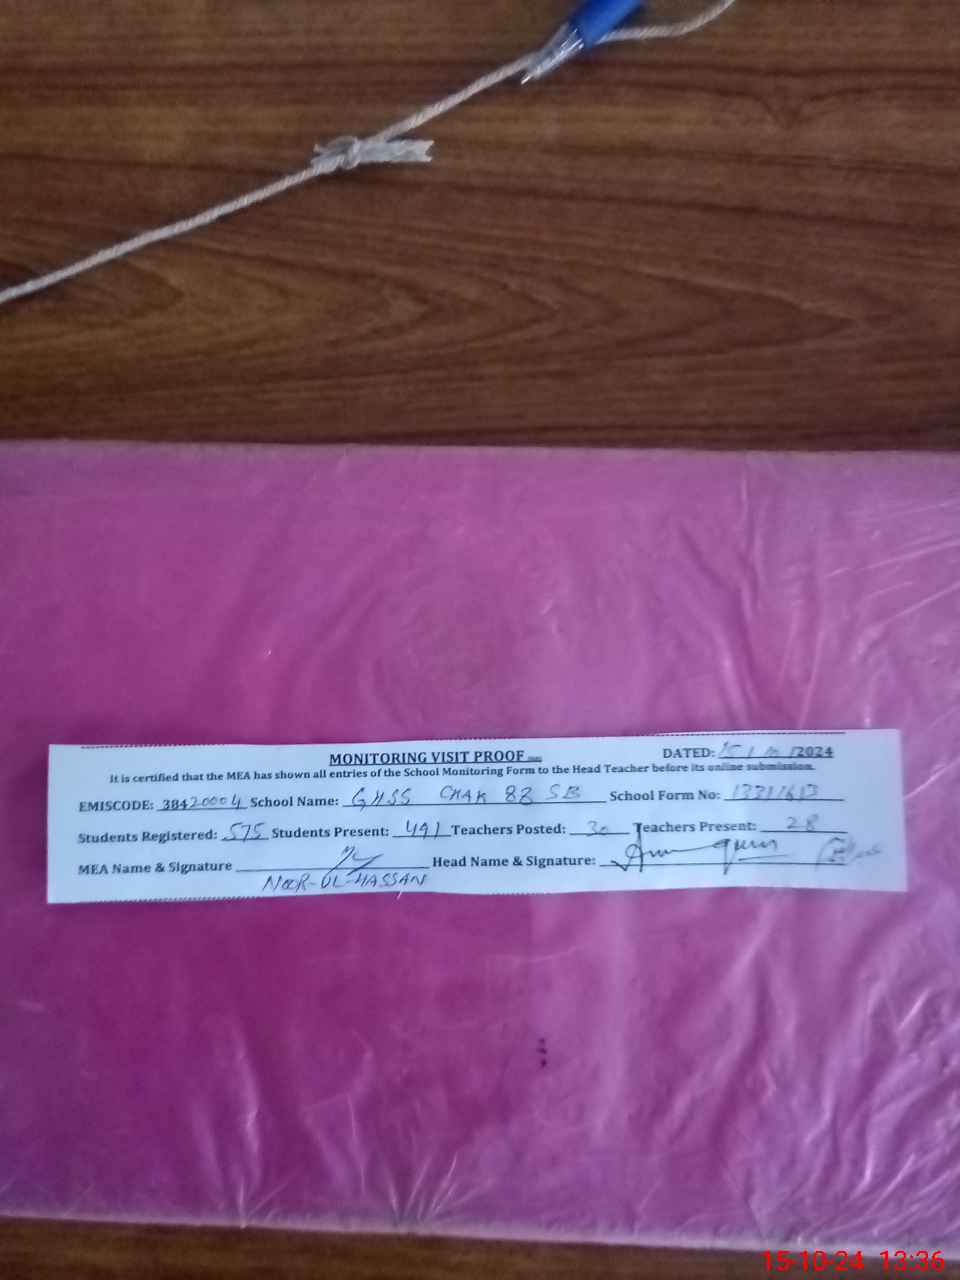 MONITORING VISIT PROOF
DATED: 15/10/2024
It is certified that the MEA has shown all entries of the School Monitoring Form to the Head Teacher before its online submission.
EMISCODE: 38420004 School Name: GHSS CHAK 88 SB School Form No:
Students Registered: 575 Students Present: 491 Teachers Posted: 30 Teachers Present: 28
MEA Name & Signature Head Name & Signature:
NOOR-UL-HASSAN
15-10-24 13:36